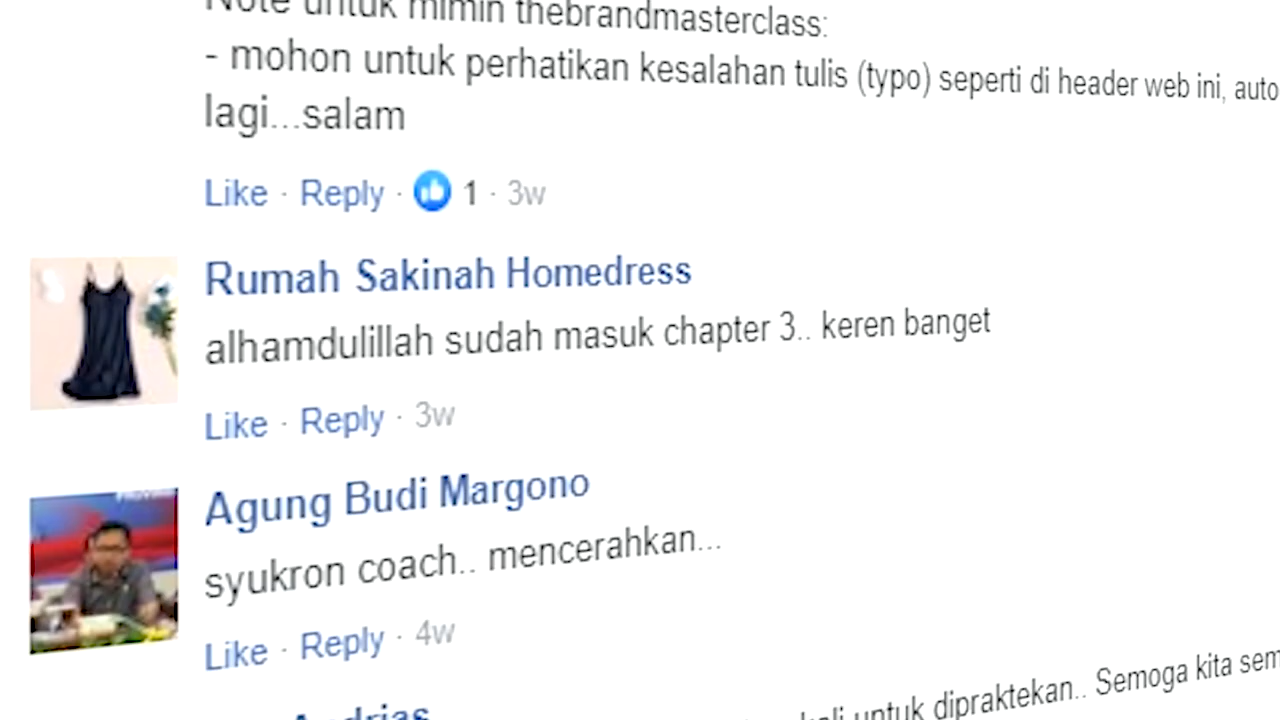 Note untuk mimin thebrandmasterclass:
- mohon untuk perhatikan kesalahan tulis (typo) seperti di header web ini, auto
lagi...salam
Like · Reply · 1 · 3w
Rumah Sakinah Homedress
alhamdulillah sudah masuk chapter 3.. keren banget
Like · Reply · 3w
Agung Budi Margono
syukron coach.. mencerahkan...
Like · Reply · 4w
Andrias
untuk dipraktekan.. Semoga kita sem